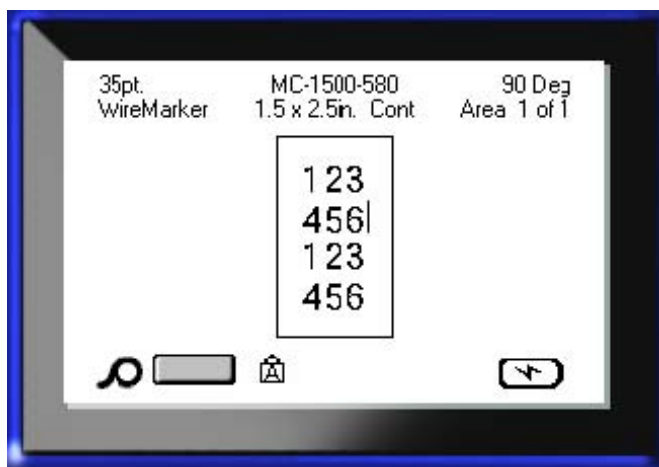 35pt. MC-1500-580 90 Deg
WireMarker 1.5 x 2.5in. Cont Area 1 of 1
123
456
123
456
A